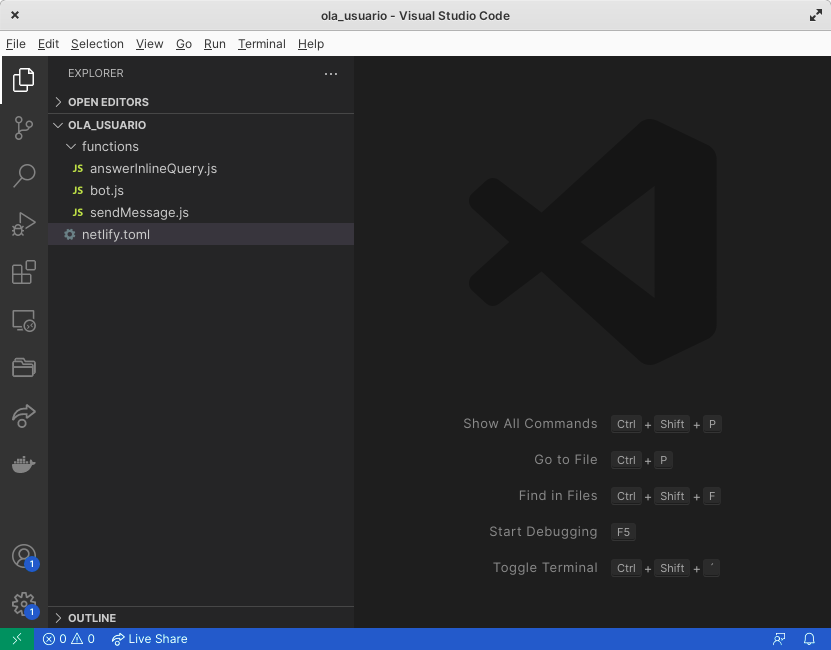 ola_usuario - Visual Studio Code
File Edit Selection View Go Run Terminal Help
EXPLORER
OPEN EDITORS
OLA_USUARIO
functions
JS answerInlineQuery.js
JS bot.js
JS sendMessage.js
netlify.toml
OUTLINE
Show All Commands Ctrl + Shift + P
Go to File Ctrl + P
Find in Files Ctrl + Shift + F
Start Debugging F5
Toggle Terminal Ctrl + Shift + ´
1
1
0 0 Live Share